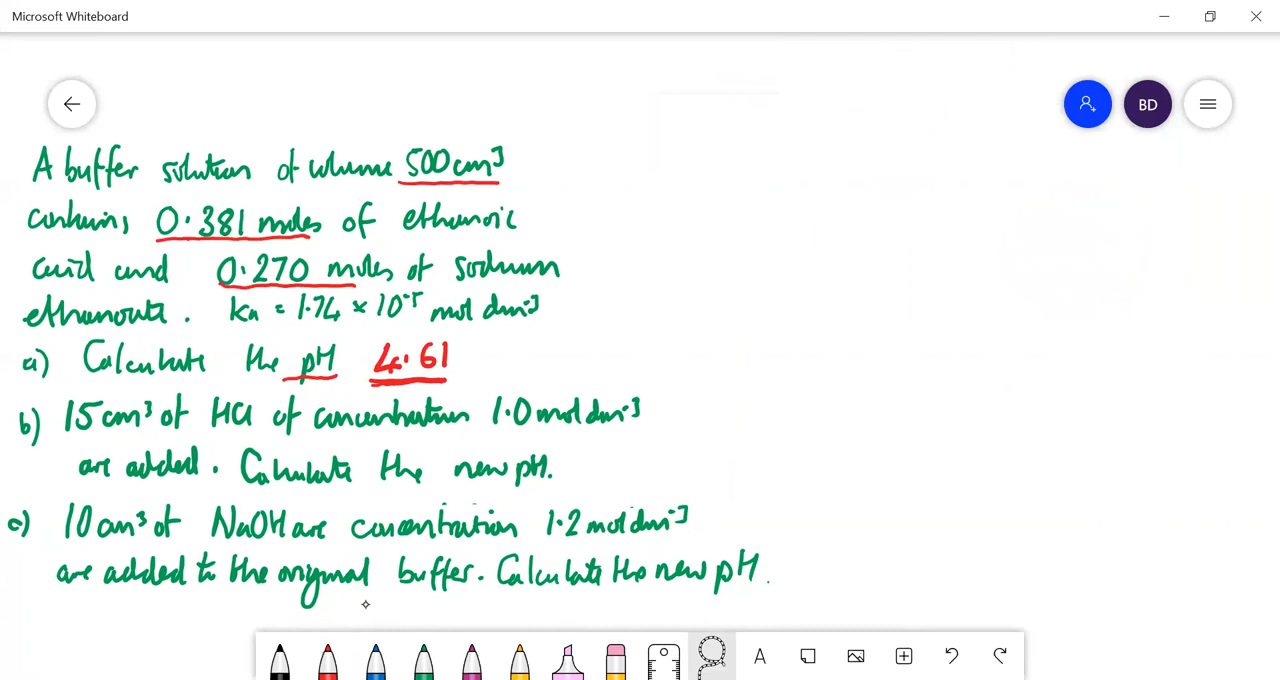 Microsoft Whiteboard
BD
A buffer solution of volume 500cm³
contains 0.381 moles of ethanoic
acid and 0.270 moles of sodium
ethanoate. Ka = 1.74 × 10⁻⁵ mol dm⁻³
a) Calculate the pH 4.61
b) 15cm³ of HCl of concentration 1.0 mol dm⁻³
are added. Calculate the new pH.
c) 10cm³ of NaOH are concentration 1.2 mol dm⁻³
are added to the original buffer. Calculate the new pH.
A